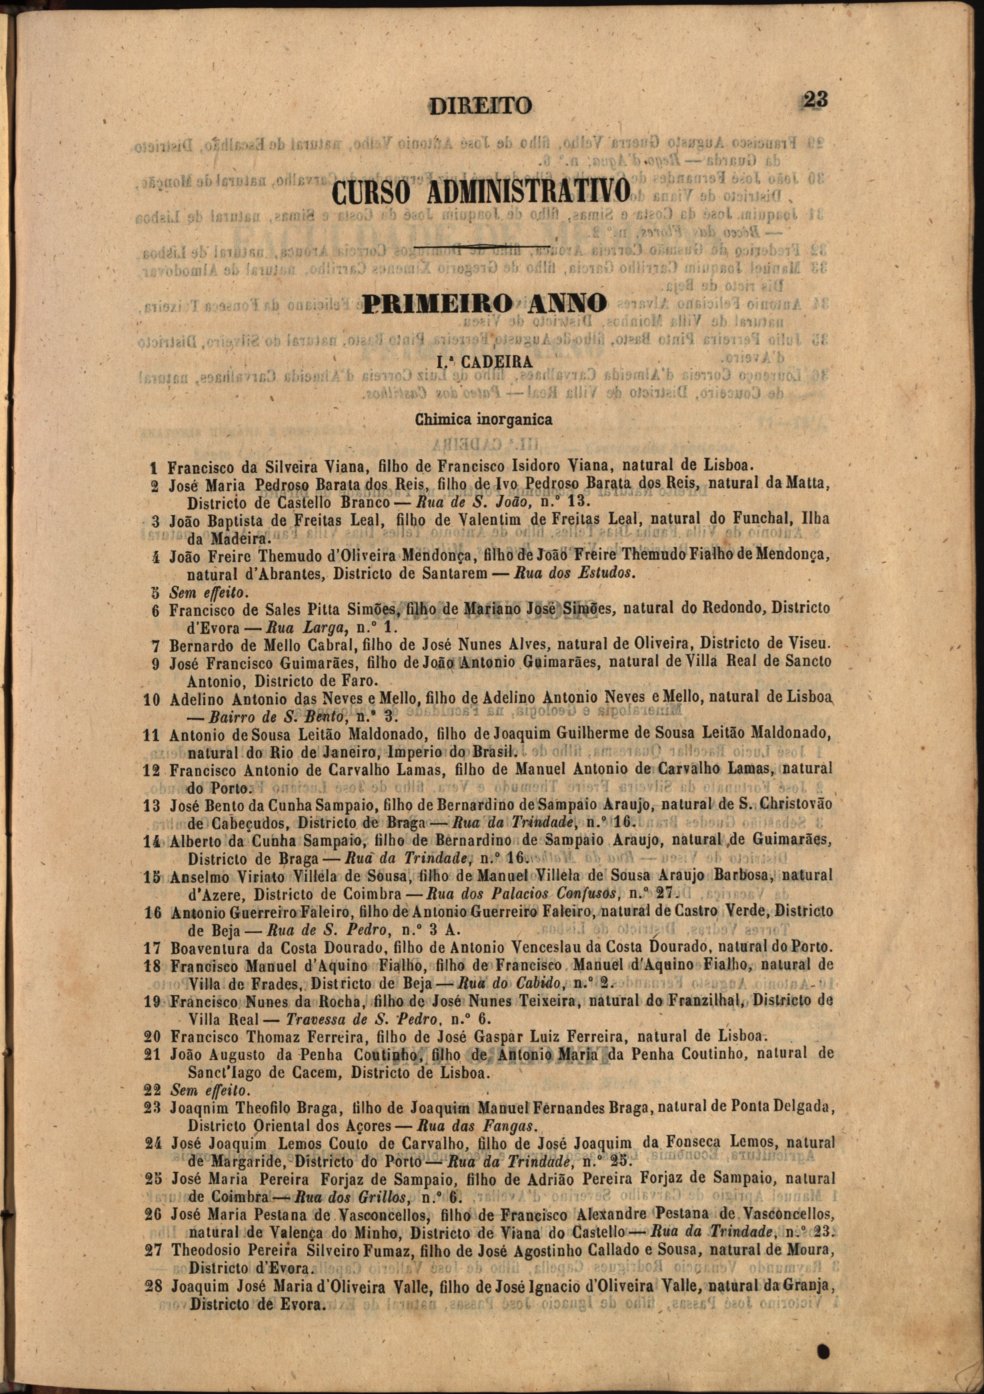 DIREITO 23
CURSO ADMINISTRATIVO
PRIMEIRO ANNO
I.ª CADEIRA
Chimica inorganica
1 Francisco da Silveira Viana, filho de Francisco Isidoro Viana, natural de Lisboa.
2 José Maria Pedroso Barata dos Reis, filho de Ivo Pedroso Barata dos Reis, natural da Matta,
Districto de Castello Branco — Rua de S. João, n.º 13.
3 João Baptista de Freitas Leal, filho de Valentim de Freitas Leal, natural do Funchal, Ilha
da Madeira.
4 João Freire Themudo d'Oliveira Mendonça, filho de João Freire Themudo Fialho de Mendonça,
natural d'Abrantes, Districto de Santarem — Rua dos Estudos.
5 Sem effeito.
6 Francisco de Sales Pitta Simões, filho de Mariano José Simões, natural do Redondo, Districto
d'Evora — Rua Larga, n.º 1.
7 Bernardo de Mello Cabral, filho de José Nunes Alves, natural de Oliveira, Districto de Viseu.
9 José Francisco Guimarães, filho de João Antonio Guimarães, natural de Villa Real de Sancto
Antonio, Districto de Faro.
10 Adelino Antonio das Neves e Mello, filho de Adelino Antonio Neves e Mello, natural de Lisboa
— Bairro de S. Bento, n.º 3.
11 Antonio de Sousa Leitão Maldonado, filho de Joaquim Guilherme de Sousa Leitão Maldonado,
natural do Rio de Janeiro, Imperio do Brasil.
12 Francisco Antonio de Carvalho Lamas, filho de Manuel Antonio de Carvalho Lamas, natural
do Porto.
13 José Bento da Cunha Sampaio, filho de Bernardino de Sampaio Araujo, natural de S. Christovão
de Cabeçudos, Districto de Braga — Rua da Trindade, n.º 16.
14 Alberto da Cunha Sampaio, filho de Bernardino de Sampaio Araujo, natural de Guimarães,
Districto de Braga — Rua da Trindade, n.º 16.
15 Anselmo Viriato Villela de Sousa, filho de Manuel Villela de Sousa Araujo Barbosa, natural
d'Azere, Districto de Coimbra — Rua dos Palacios Confusos, n.º 27.
16 Antonio Guerreiro Faleiro, filho de Antonio Guerreiro Faleiro, natural de Castro Verde, Districto
de Beja — Rua de S. Pedro, n.º 3 A.
17 Boaventura da Costa Dourado, filho de Antonio Venceslau da Costa Dourado, natural do Porto.
18 Francisco Manuel d'Aquino Fialho, filho de Francisco Manuel d'Aquino Fialho, natural de
Villa de Frades, Districto de Beja — Rua do Cabido, n.º 2.
19 Francisco Nunes da Rocha, filho de José Nunes Teixeira, natural do Franzilhal, Districto de
Villa Real — Travessa de S. Pedro, n.º 6.
20 Francisco Thomaz Ferreira, filho de José Gaspar Luiz Ferreira, natural de Lisboa.
21 João Augusto da Penha Coutinho, filho de Antonio Maria da Penha Coutinho, natural de
Sanct'Iago de Cacem, Districto de Lisboa.
22 Sem effeito.
23 Joaqnim Theofilo Braga, filho de Joaquim Manuel Fernandes Braga, natural de Ponta Delgada,
Districto Oriental dos Açores — Rua das Fangas.
24 José Joaquim Lemos Couto de Carvalho, filho de José Joaquim da Fonseca Lemos, natural
de Margaride, Districto do Porto — Rua da Trindade, n.º 25.
25 José Maria Pereira Forjaz de Sampaio, filho de Adrião Pereira Forjaz de Sampaio, natural
de Coimbra — Rua dos Grillos, n.º 6.
26 José Maria Pestana de Vasconcellos, filho de Francisco Alexandre Pestana de Vasconcellos,
natural de Valença do Minho, Districto de Viana do Castello — Rua da Trindade, n.º 23.
27 Theodosio Pereira Silveiro Fumaz, filho de José Agostinho Callado e Sousa, natural de Moura,
Districto d'Evora.
28 Joaquim José Maria d'Oliveira Valle, filho de José Ignacio d'Oliveira Valle, natural da Granja,
Districto de Evora.